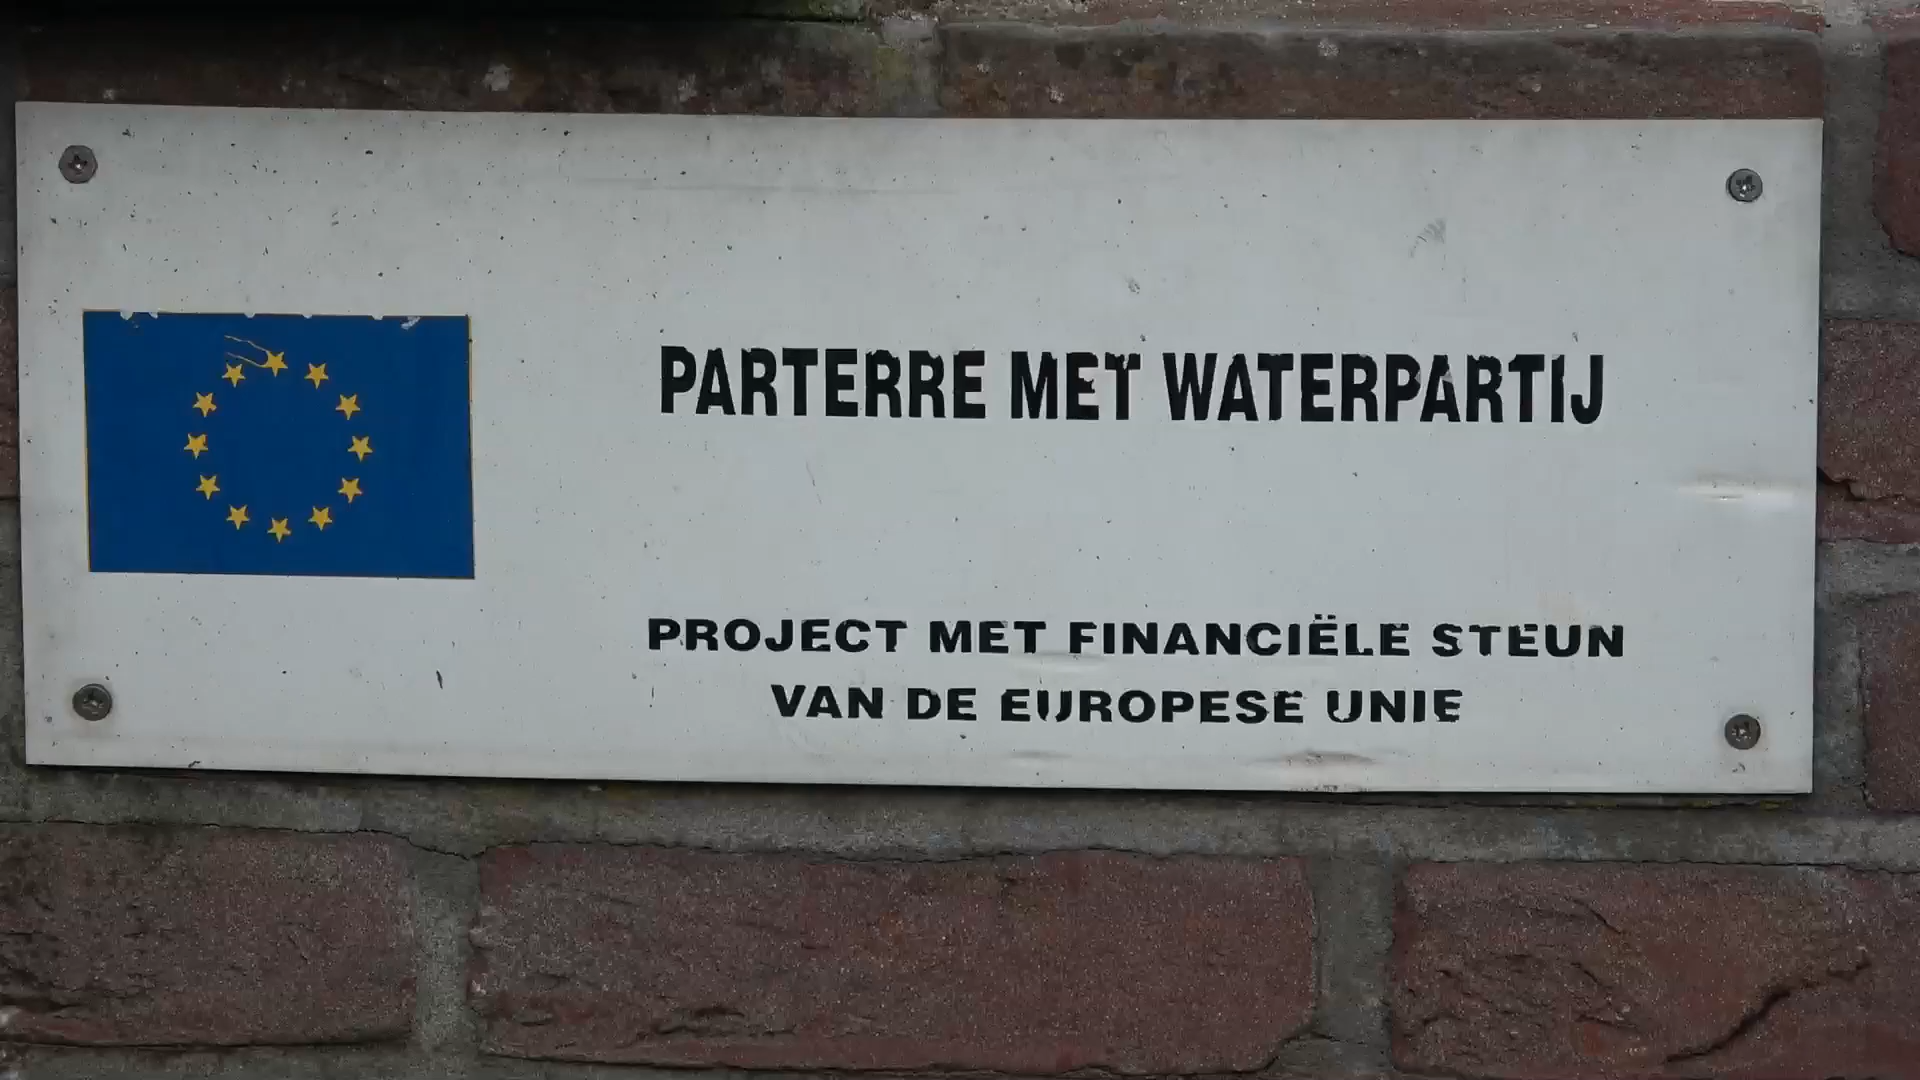 PARTERRE MET WATERPARTIJ
PROJECT MET FINANCIËLE STEUN
VAN DE EUROPESE UNIE